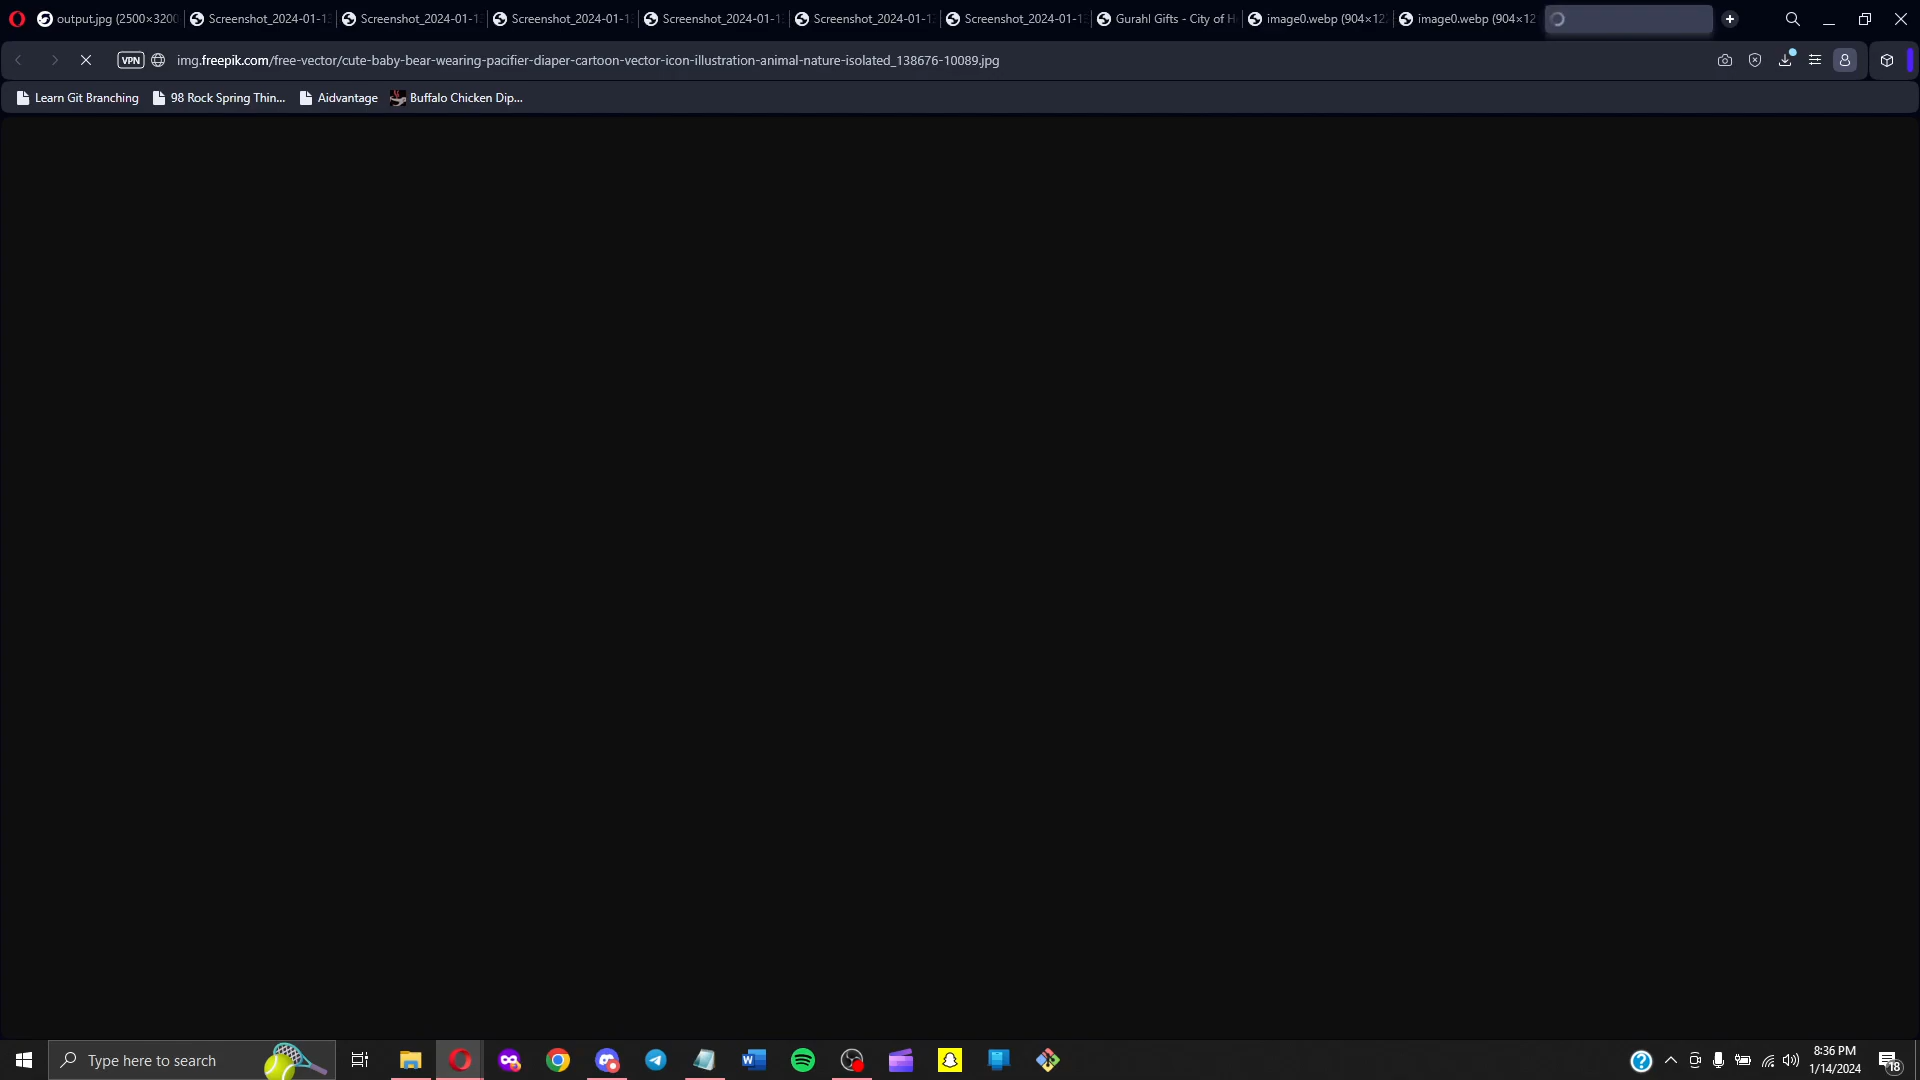 output.jpg (2500×3200 Screenshot_2024-01-13 Screenshot_2024-01-1 Screenshot_2024-01-1 Screenshot_2024-01-1 Screenshot_2024-01-1 Screenshot_2024-01-1 Gurahl Gifts - City of H image0.webp (904×12 image0.webp (904×12
VPN img.freepik.com/free-vector/cute-baby-bear-wearing-pacifier-diaper-cartoon-vector-icon-illustration-animal-nature-isolated_138676-10089.jpg
Learn Git Branching 98 Rock Spring Thin... Aidvantage Buffalo Chicken Dip...
Type here to search
8:36 PM
1/14/2024
18